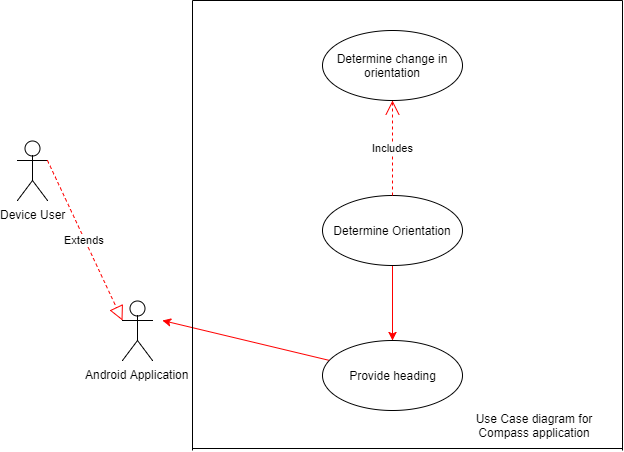 Determine change in
orientation
Includes
Device User
Determine Orientation
Extends
Android Application
Provide heading
Use Case diagram for
Compass application